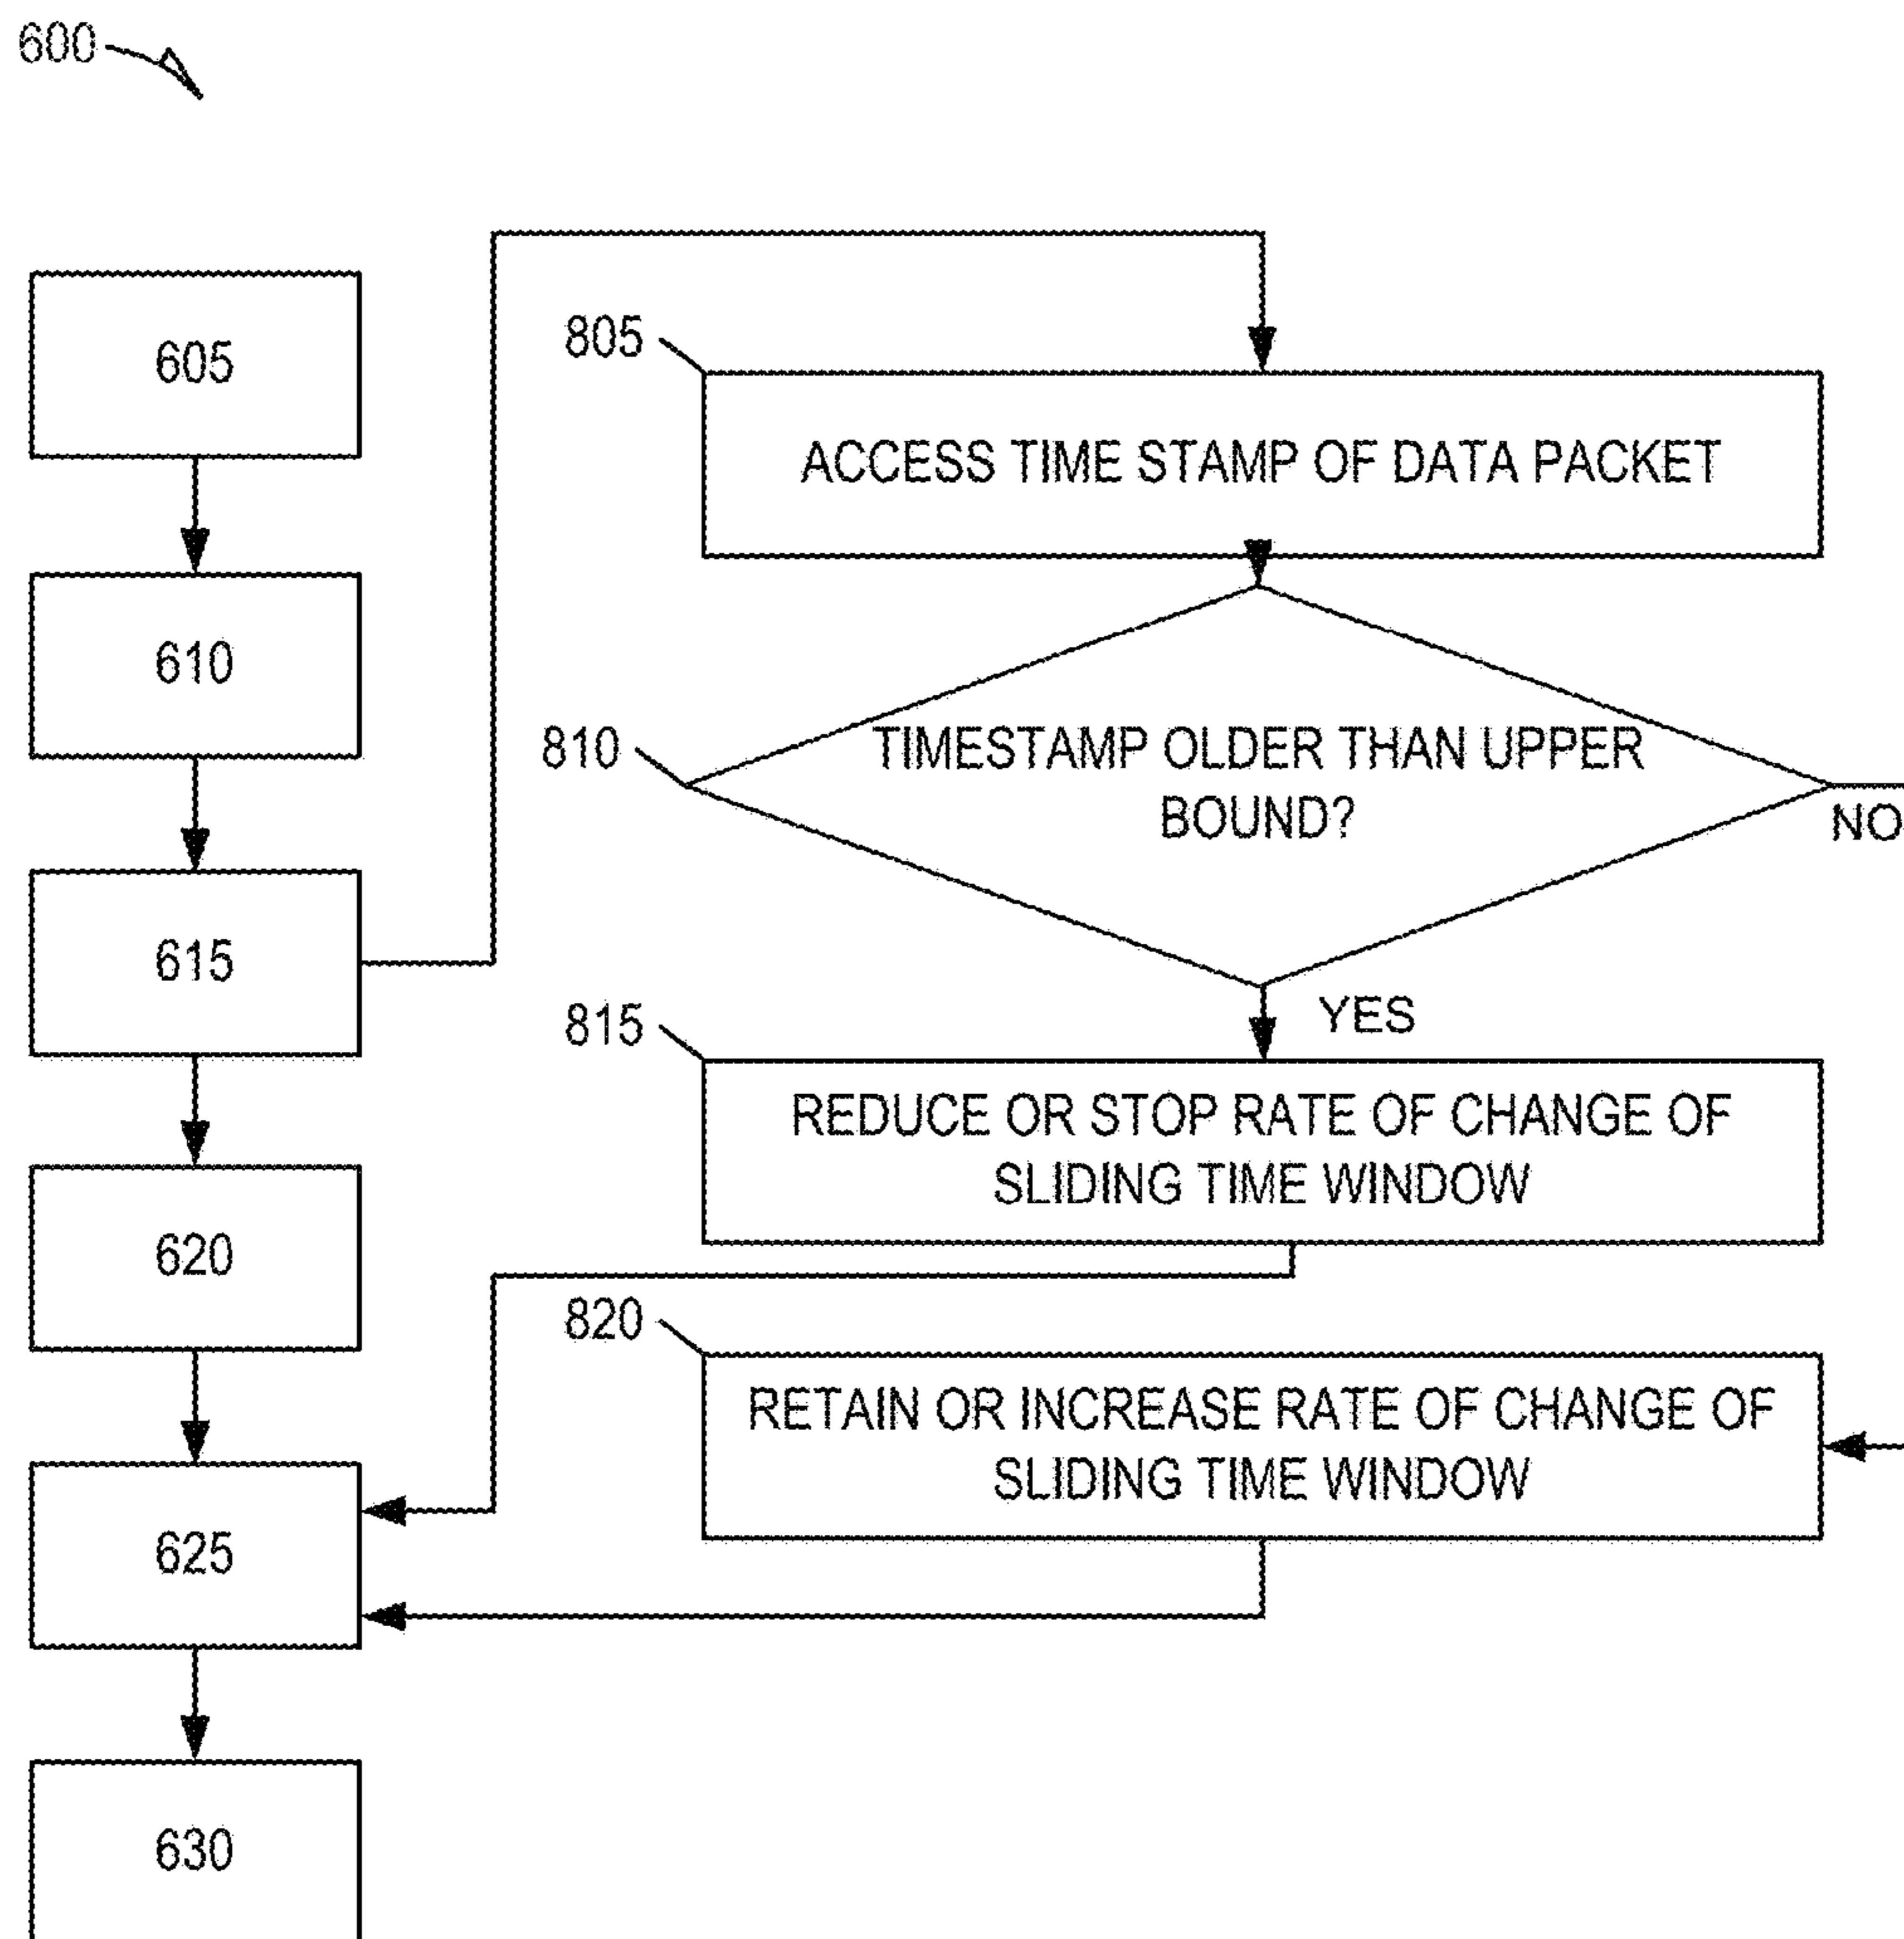 600
605
610
615
620
625
630
805
ACCESS TIME STAMP OF DATA PACKET
810
TIMESTAMP OLDER THAN UPPER
BOUND?
NO
YES
815
REDUCE OR STOP RATE OF CHANGE OF
SLIDING TIME WINDOW
820
RETAIN OR INCREASE RATE OF CHANGE OF
SLIDING TIME WINDOW